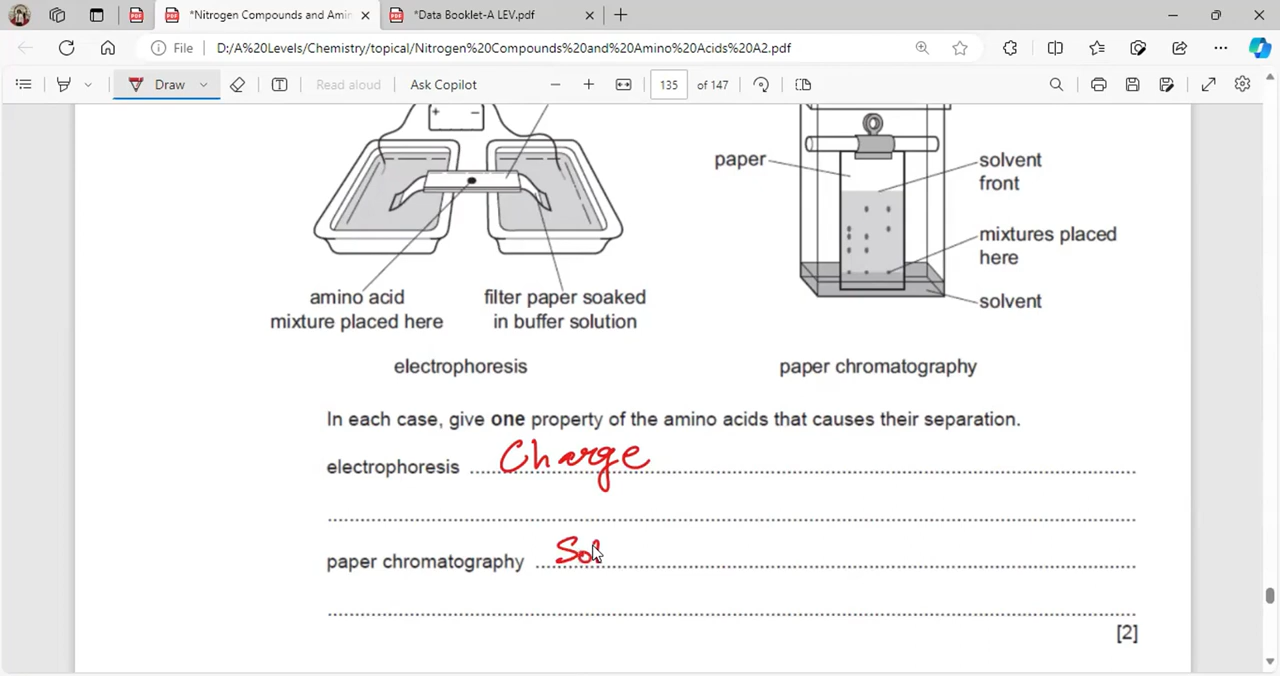 *Nitrogen Compounds and Amin
*Data Booklet-A LEV.pdf
File
D:/A%20Levels/Chemistry/topical/Nitrogen%20Compounds%20and%20Amino%20Acids%20A2.pdf
Draw
Read aloud
Ask Copilot
135
of 147
+ −
paper
solvent
front
mixtures placed
here
solvent
amino acid
mixture placed here
filter paper soaked
in buffer solution
electrophoresis
paper chromatography
In each case, give one property of the amino acids that causes their separation.
electrophoresis Charge
paper chromatography Sol
[2]